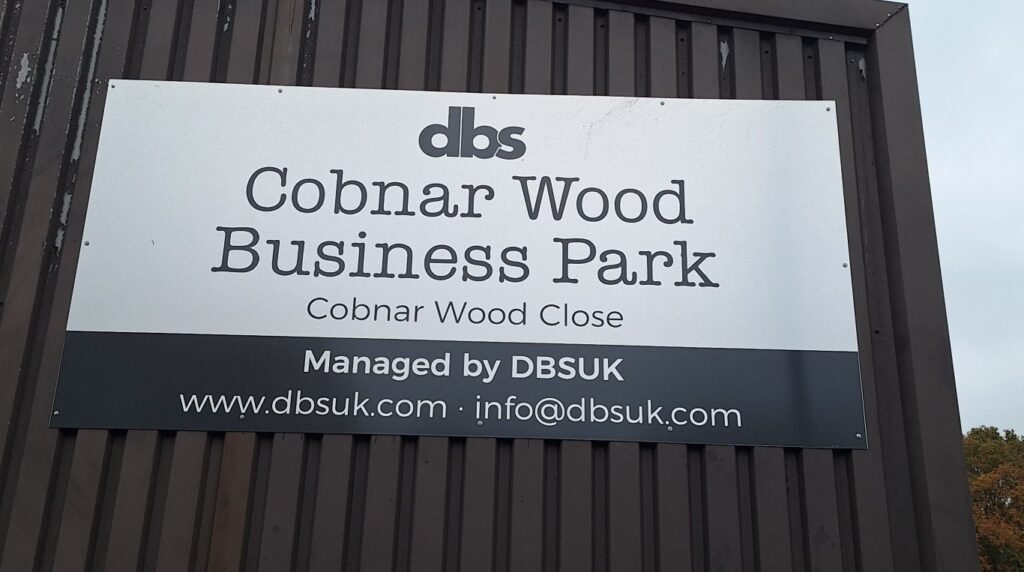 dbs
Cobnar Wood
Business Park
Cobnar Wood Close
Managed by DBSUK
www.dbsuk.com · info@dbsuk.com